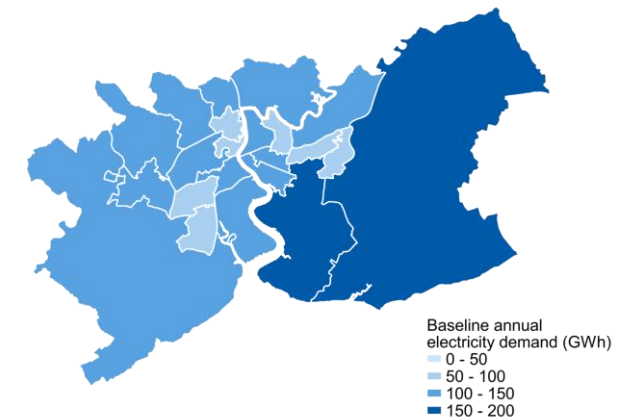 Baseline annual
electricity demand (GWh)
0 - 50
50 - 100
100 - 150
150 - 200